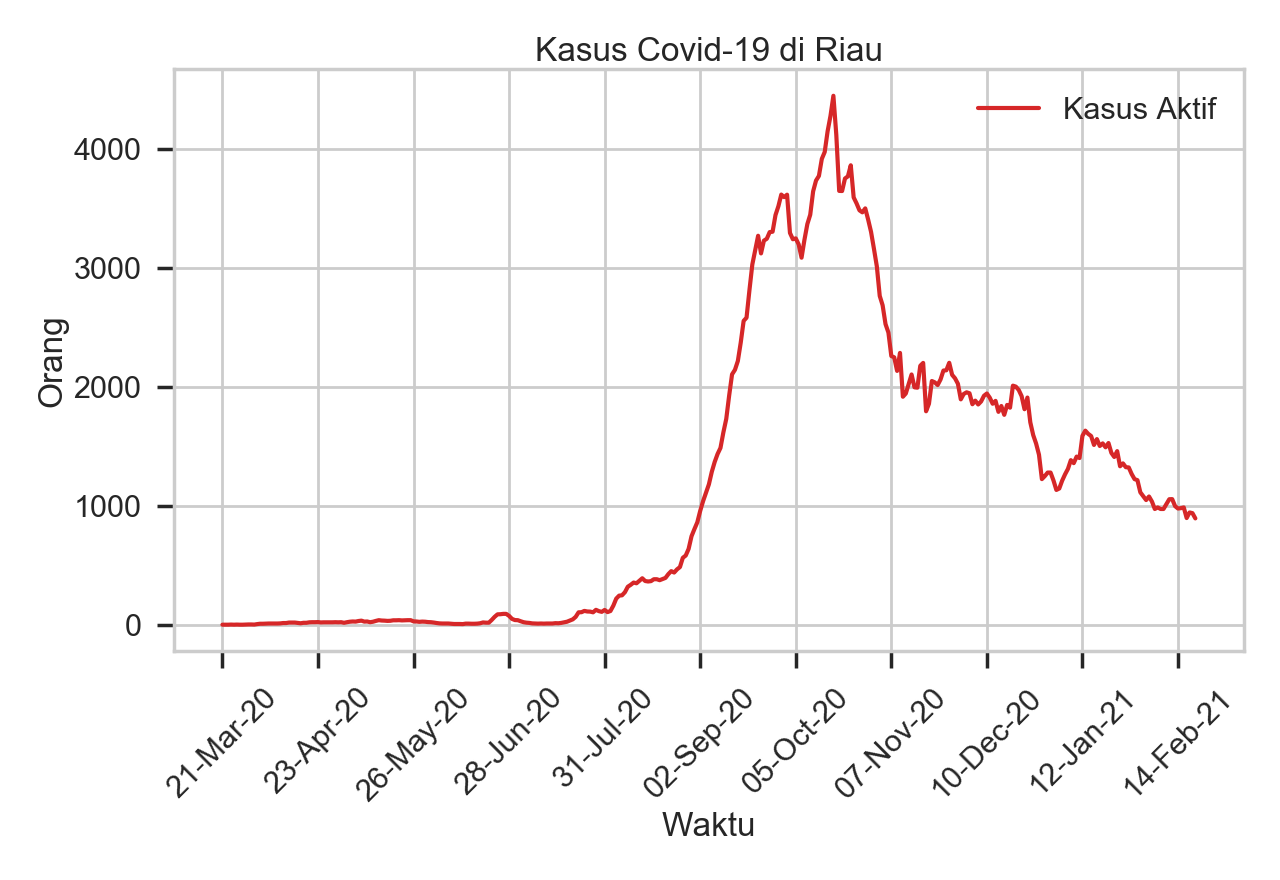 Kasus Covid-19 di Riau
Kasus Aktif
4000
3000
2000
1000
0
Orang
21-Mar-20
23-Apr-20
26-May-20
28-Jun-20
31-Jul-20
02-Sep-20
05-Oct-20
07-Nov-20
10-Dec-20
12-Jan-21
14-Feb-21
Waktu